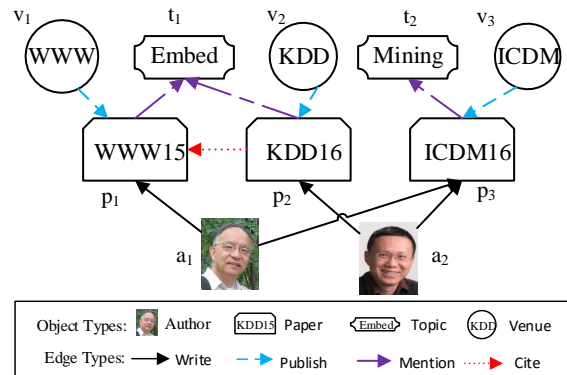 v1 t1 v2 t2 v3
WWW Embed KDD Mining ICDM
WWW15 KDD16 ICDM16
p1 p2 p3
a1 a2
Object Types: Author KDD15 Paper Embed Topic KDD Venue
Edge Types: Write Publish Mention Cite